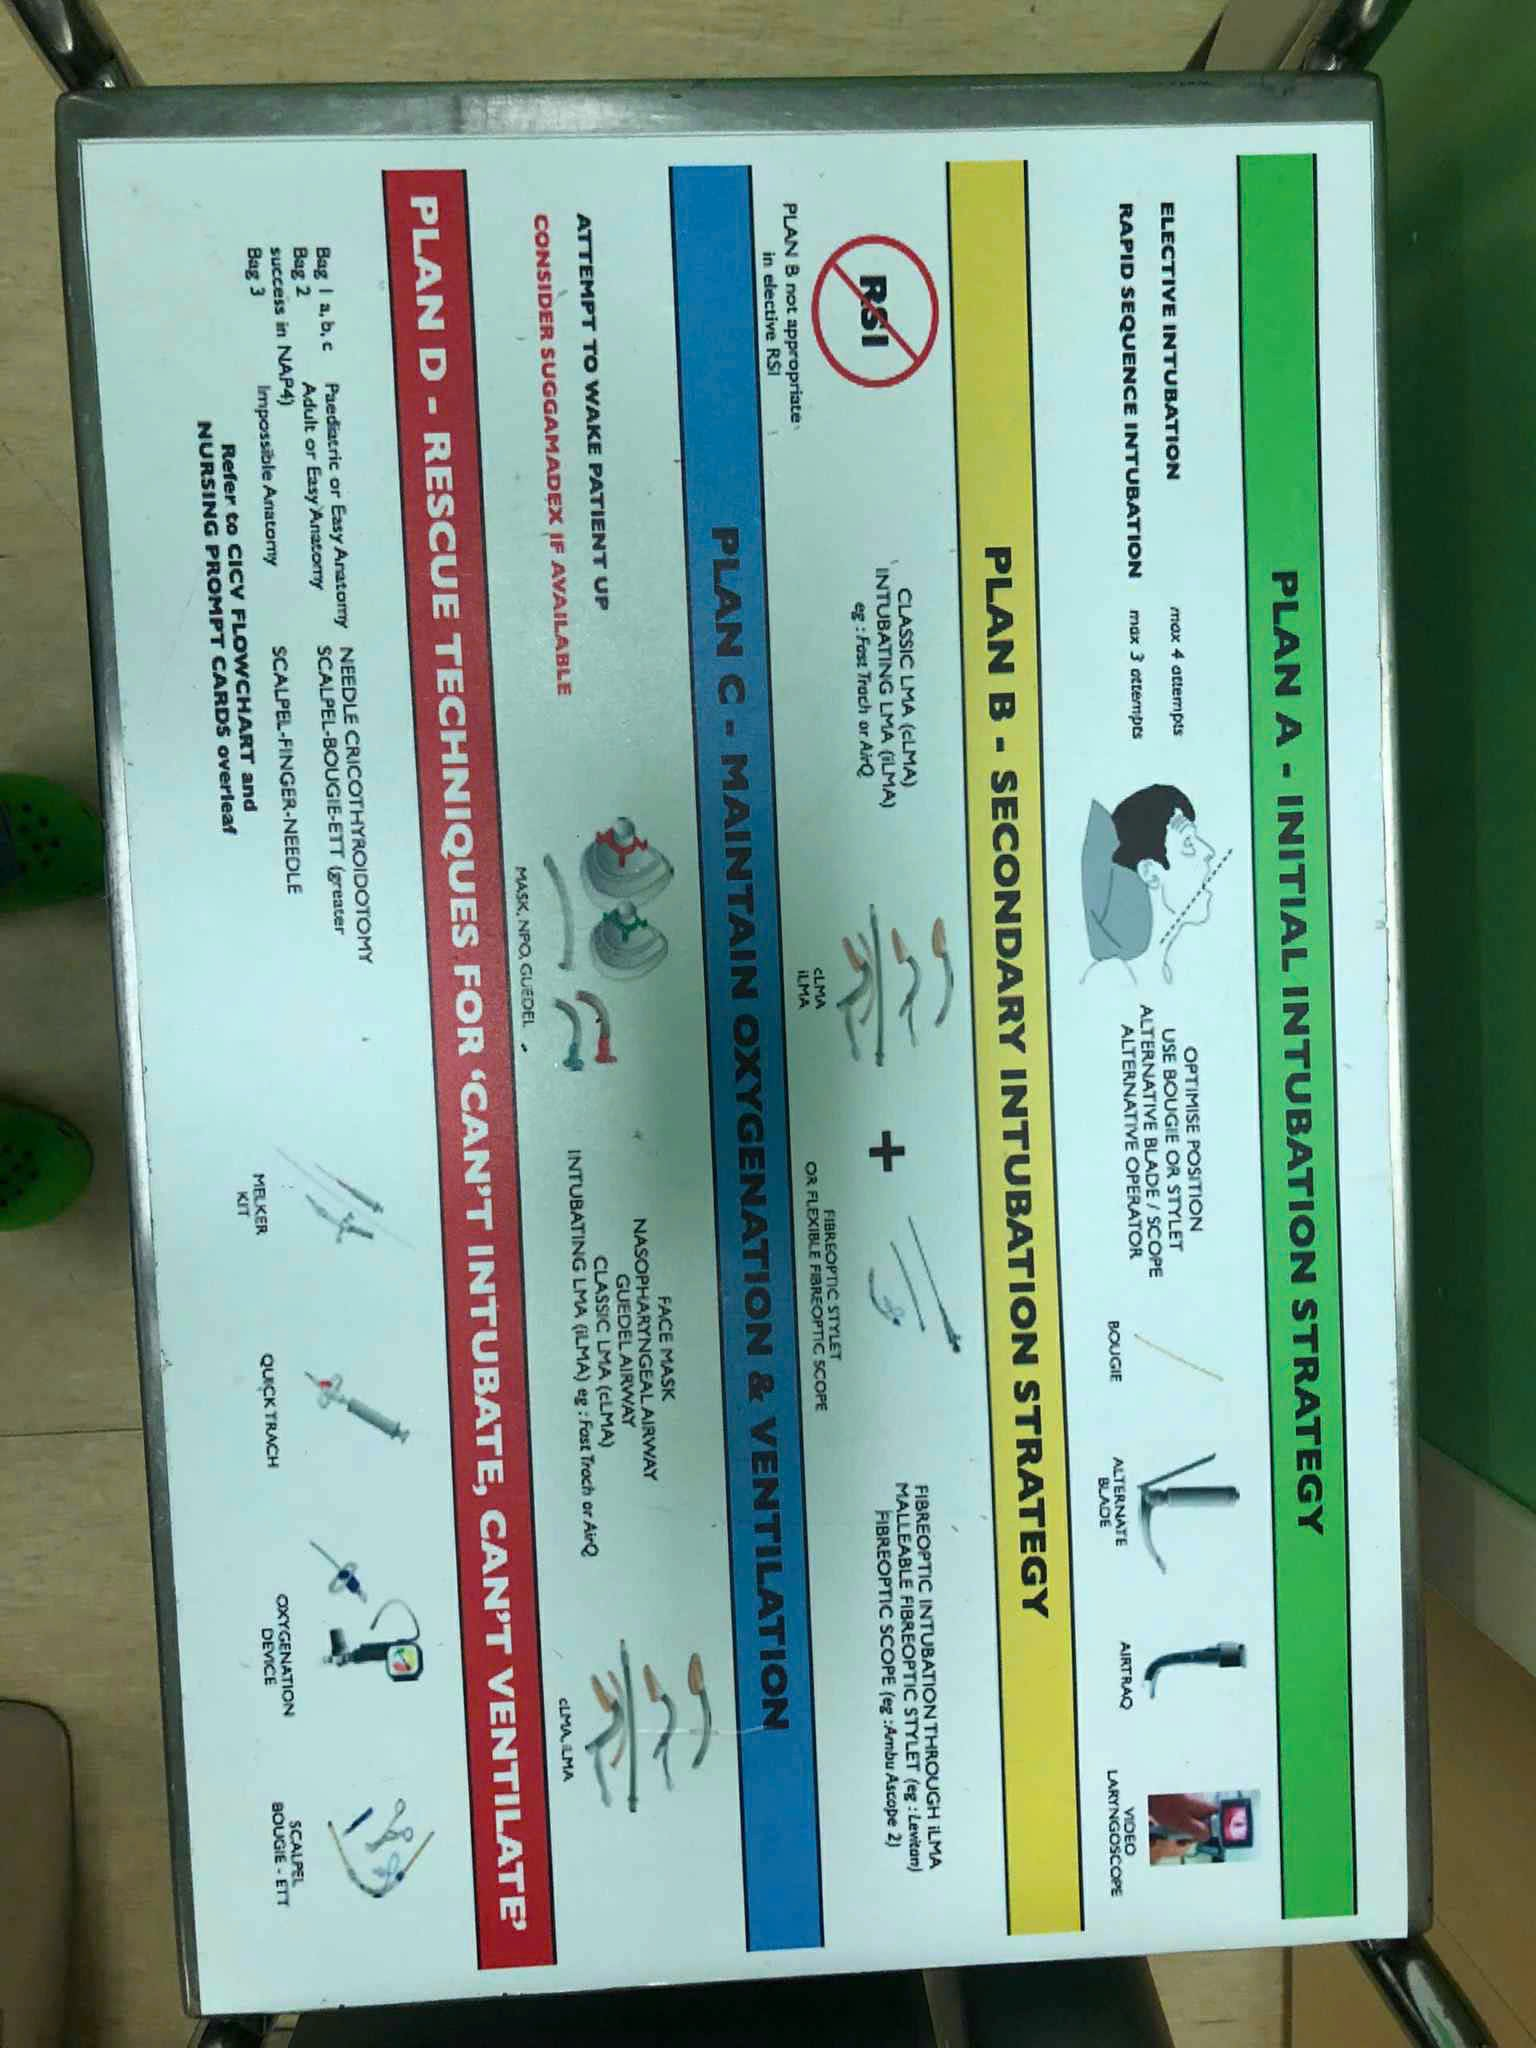 PLAN A - INITIAL INTUBATION STRATEGY
ELECTIVE INTUBATION max 4 attempts
RAPID SEQUENCE INTUBATION max 3 attempts
OPTIMISE POSITION
USE BOUGIE OR STYLET
ALTERNATIVE BLADE / SCOPE
ALTERNATIVE OPERATOR
BOUGIE
ALTERNATE
BLADE
AIRTRAQ
VIDEO
LARYNGOSCOPE
PLAN B - SECONDARY INTUBATION STRATEGY
RSI
PLAN B not appropriate
in elective RSI
CLASSIC LMA (cLMA)
INTUBATING LMA (iLMA)
eg : Fast Trach or AirQ
cLMA
iLMA
+
FIBREOPTIC STYLET
OR FLEXIBLE FIBREOPTIC SCOPE
FIBREOPTIC INTUBATION THROUGH iLMA
MALLEABLE FIBREOPTIC STYLET (eg : Levitan)
FIBREOPTIC SCOPE (eg : Ambu Ascope 2)
PLAN C - MAINTAIN OXYGENATION & VENTILATION
ATTEMPT TO WAKE PATIENT UP
CONSIDER SUGGAMADEX IF AVAILABLE
MASK, NPO, GUEDEL
FACE MASK
NASOPHARYNGEAL AIRWAY
GUEDEL AIRWAY
CLASSIC LMA (cLMA)
INTUBATING LMA (iLMA) eg : Fast Trach or AirQ
cLMA, iLMA
PLAN D - RESCUE TECHNIQUES FOR 'CAN'T INTUBATE, CAN'T VENTILATE'
Bag 1 a, b, c Paediatric or Easy Anatomy NEEDLE CRICOTHYROIDOTOMY
Bag 2 Adult or Easy Anatomy SCALPEL-BOUGIE-ETT (greater
success in NAP4)
Bag 3 Impossible Anatomy SCALPEL-FINGER-NEEDLE
Refer to CICV FLOWCHART and
NURSING PROMPT CARDS overleaf
MELKER
KIT
QUICK TRACH
OXYGENATION
DEVICE
SCALPEL
BOUGIE - ETT